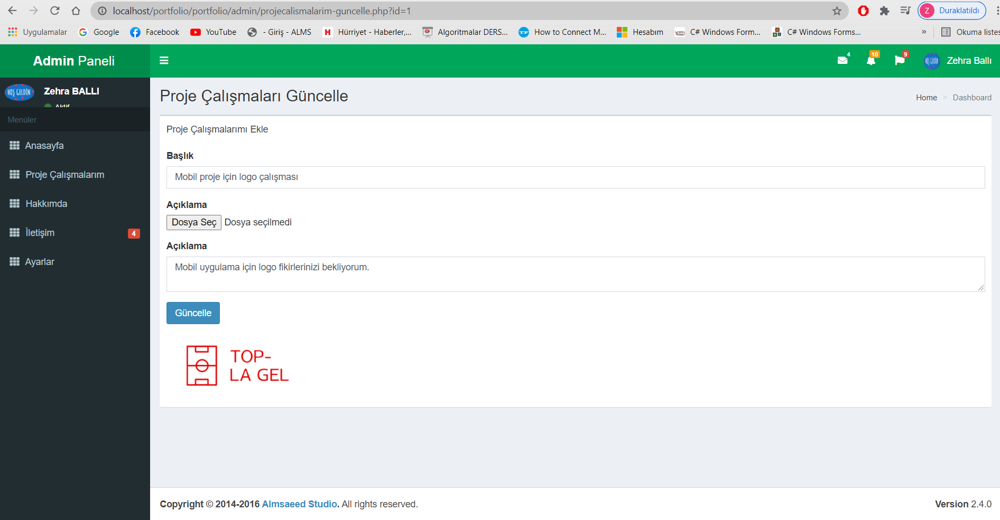 localhost/portfolio/portfolio/admin/projecalismalarim-guncelle.php?id=1
Z Duraklatıldı
Uygulamalar Google Facebook YouTube - Giriş - ALMS Hürriyet - Haberler,... Algoritmalar DERS... How to Connect M... Hesabım C# Windows Form... C# Windows Forms... » Okuma listes
Admin Paneli
4 10 9 Zehra Ballı
HOŞ GELDİN Zehra BALLI
Aktif
Menüler
Anasayfa
Proje Çalışmalarım
Hakkımda
İletişim 4
Ayarlar
Proje Çalışmaları Güncelle
Home > Dashboard
Proje Çalışmalarımı Ekle
Başlık
Mobil proje için logo çalışması
Açıklama
Dosya Seç Dosya seçilmedi
Açıklama
Mobil uygulama için logo fikirlerinizi bekliyorum.
Güncelle
TOP-
LA GEL
Copyright © 2014-2016 Almsaeed Studio. All rights reserved.
Version 2.4.0